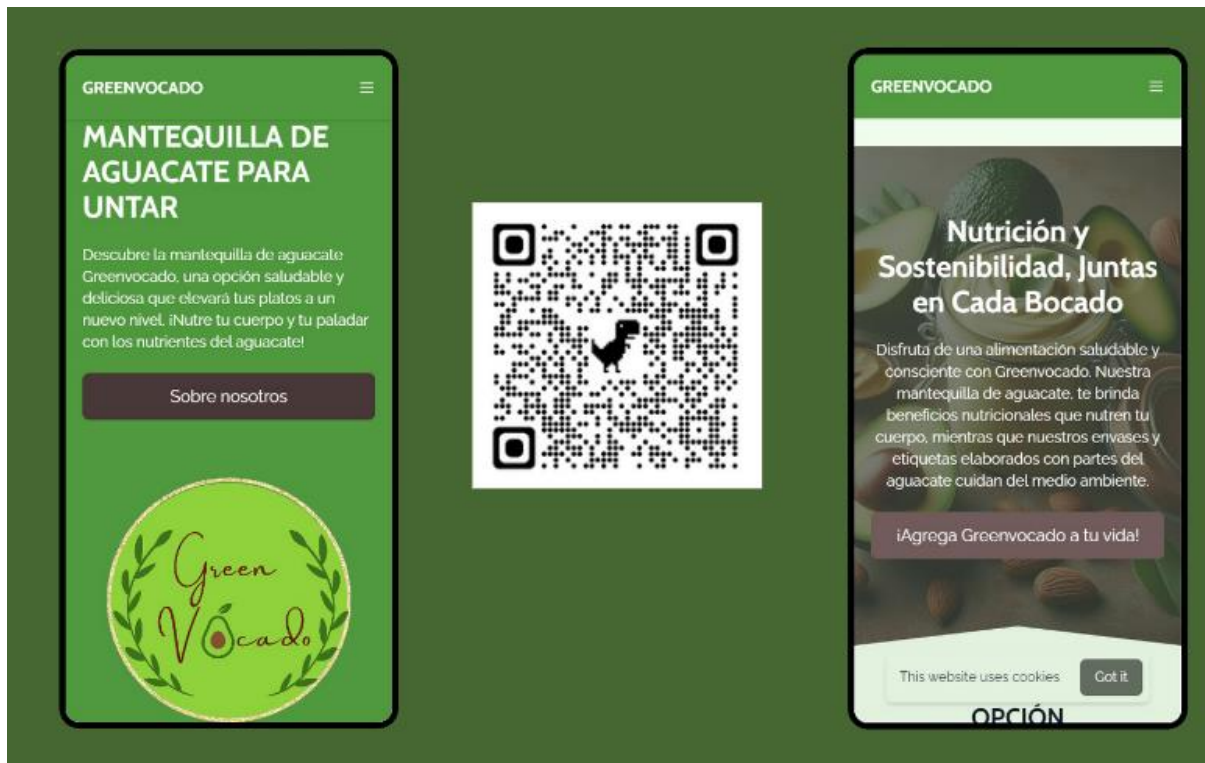 GREENVOCADO
MANTEQUILLA DE
AGUACATE PARA
UNTAR
Descubre la mantequilla de aguacate
Greenvocado, una opción saludable y
deliciosa que elevará tus platos a un
nuevo nivel. ¡Nutre tu cuerpo y tu paladar
con los nutrientes del aguacate!
Sobre nosotros
Green
Vocado
GREENVOCADO
Nutrición y
Sostenibilidad, Juntas
en Cada Bocado
Disfruta de una alimentación saludable y
consciente con Greenvocado. Nuestra
mantequilla de aguacate, te brinda
beneficios nutricionales que nutren tu
cuerpo, mientras que nuestros envases y
etiquetas elaborados con partes del
aguacate cuidan del medio ambiente.
¡Agrega Greenvocado a tu vida!
This website uses cookies
Got it
OPCIÓN